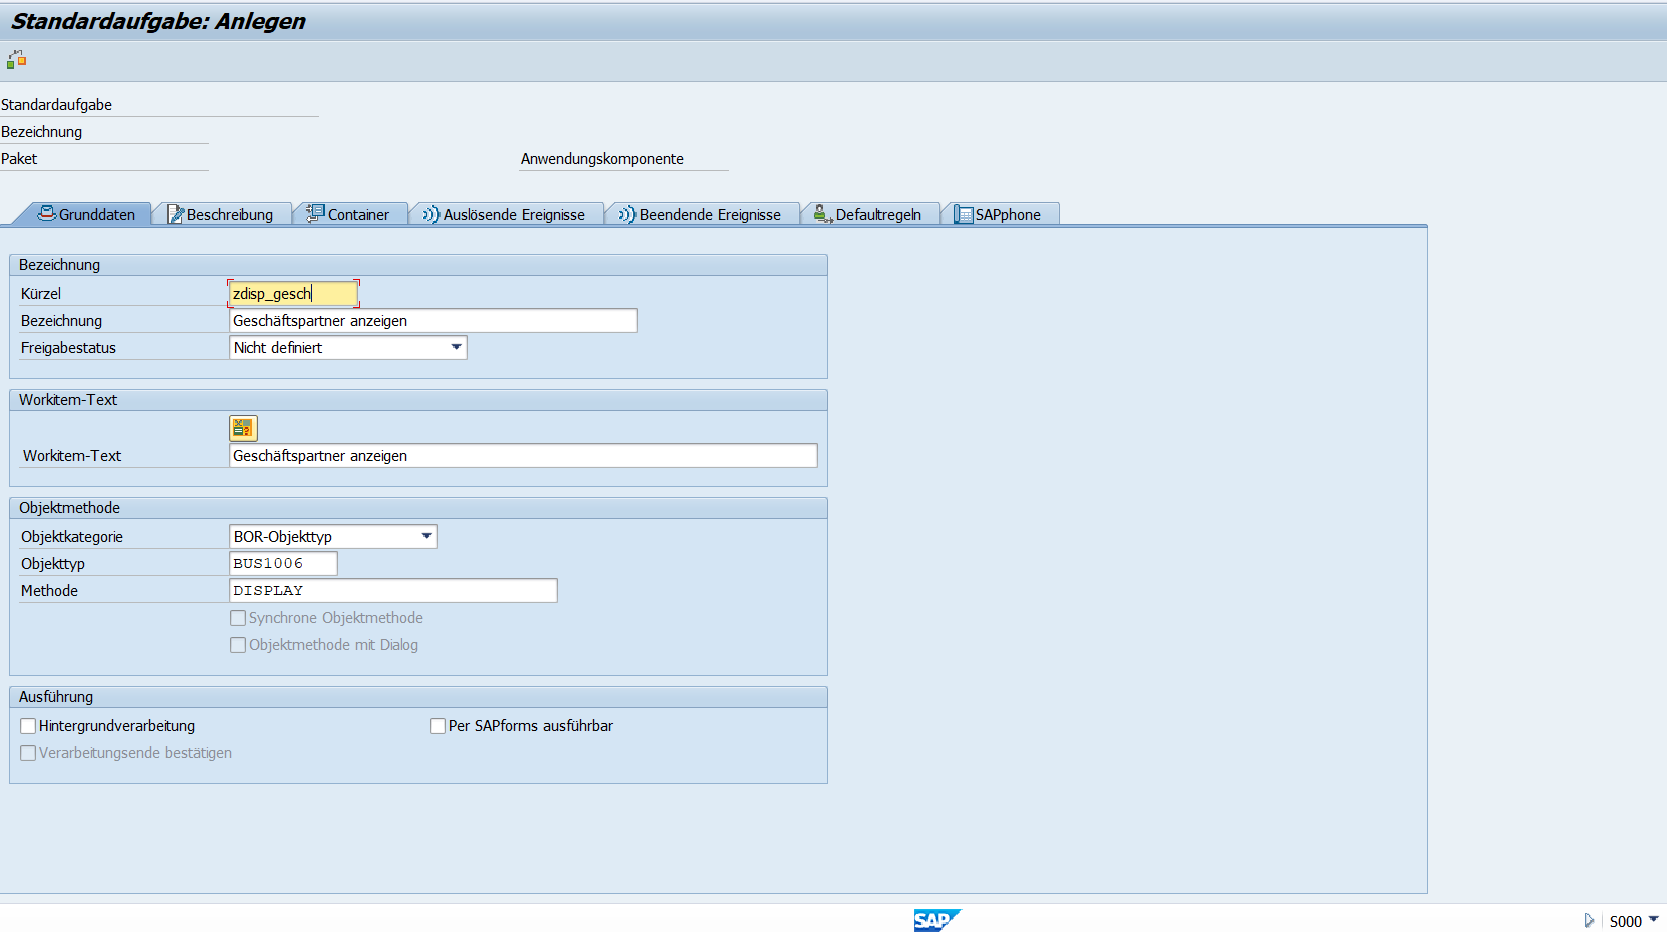 Standardaufgabe: Anlegen
Standardaufgabe
Bezeichnung
Paket Anwendungskomponente
Grunddaten Beschreibung Container Auslösende Ereignisse Beendende Ereignisse Defaultregeln SAPphone
Bezeichnung
Kürzel zdisp_gesch
Bezeichnung Geschäftspartner anzeigen
Freigabestatus Nicht definiert
Workitem-Text
Workitem-Text Geschäftspartner anzeigen
Objektmethode
Objektkategorie BOR-Objekttyp
Objekttyp BUS1006
Methode DISPLAY
Synchrone Objektmethode
Objektmethode mit Dialog
Ausführung
Hintergrundverarbeitung Per SAPforms ausführbar
Verarbeitungsende bestätigen
SAP S000